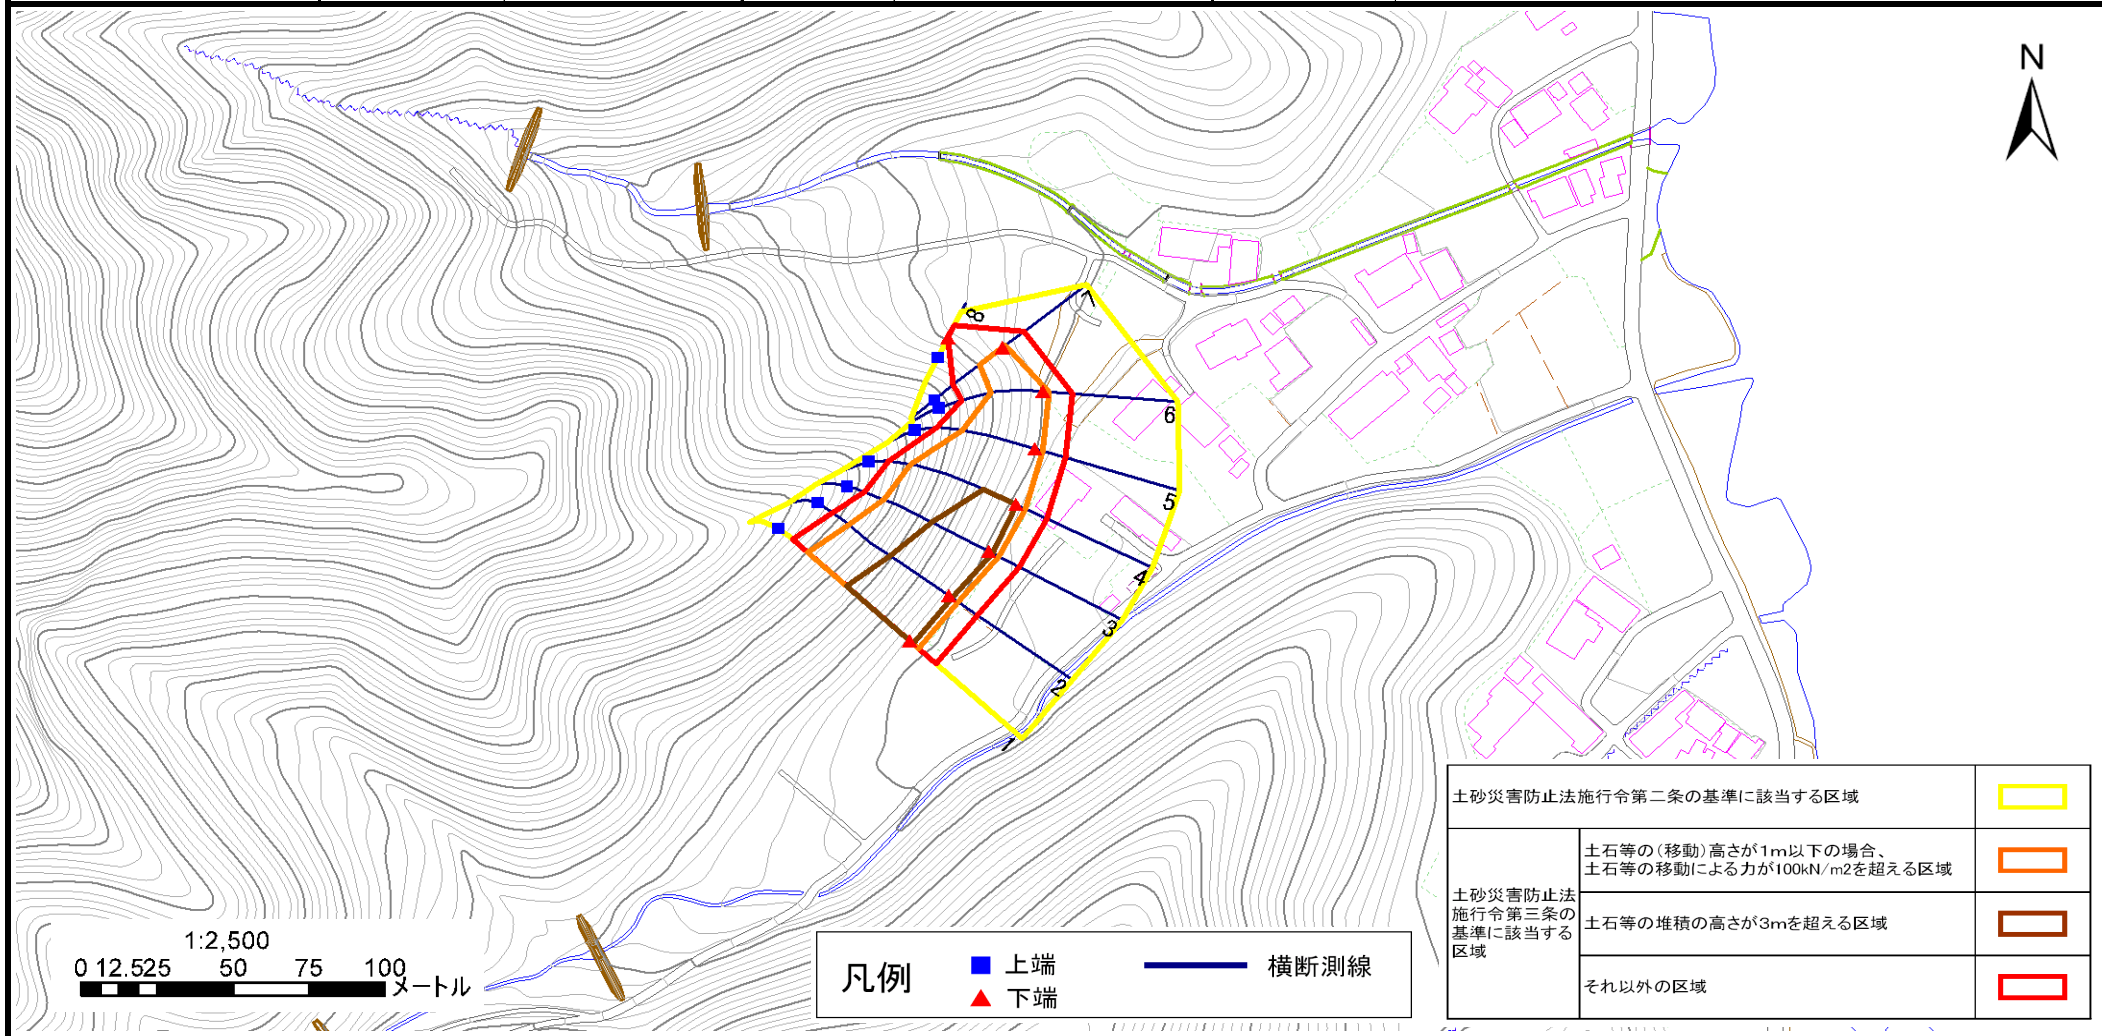 N
8
7
6
5
4
3
2
1
土砂災害防止法施行令第二条の基準に該当する区域
土砂災害防止法
施行令第三条の
基準に該当する
区域
土石等の(移動)高さが1m以下の場合、
土石等の移動による力が100kN/m2を超える区域
土石等の堆積の高さが3mを超える区域
それ以外の区域
1:2,500
0 12.525 50 75 100
メートル
凡例
上端
下端
横断測線